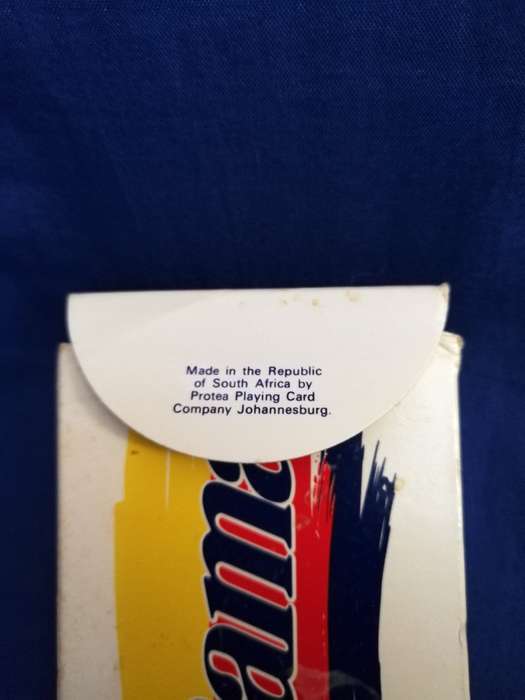 Made in the Republic
of South Africa by
Protea Playing Card
Company Johannesburg.